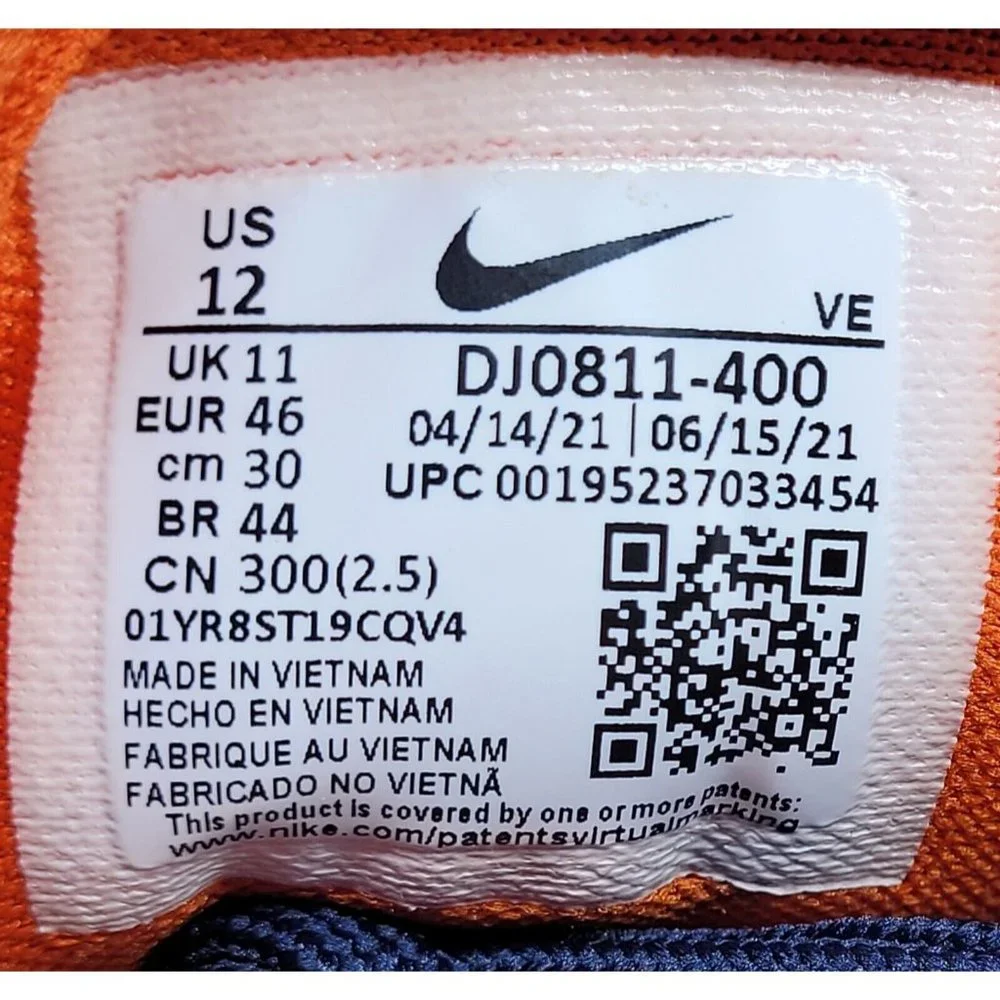 US
12
VE
UK 11
EUR 46
cm 30
BR 44
CN 300(2.5)
DJ0811-400
04/14/21 | 06/15/21
UPC 00195237033454
01YR8ST19CQV4
MADE IN VIETNAM
HECHO EN VIETNAM
FABRIQUE AU VIETNAM
FABRICADO NO VIETNÃ
This product is covered by one or more patents:
www.nike.com/patentsvirtualmarking